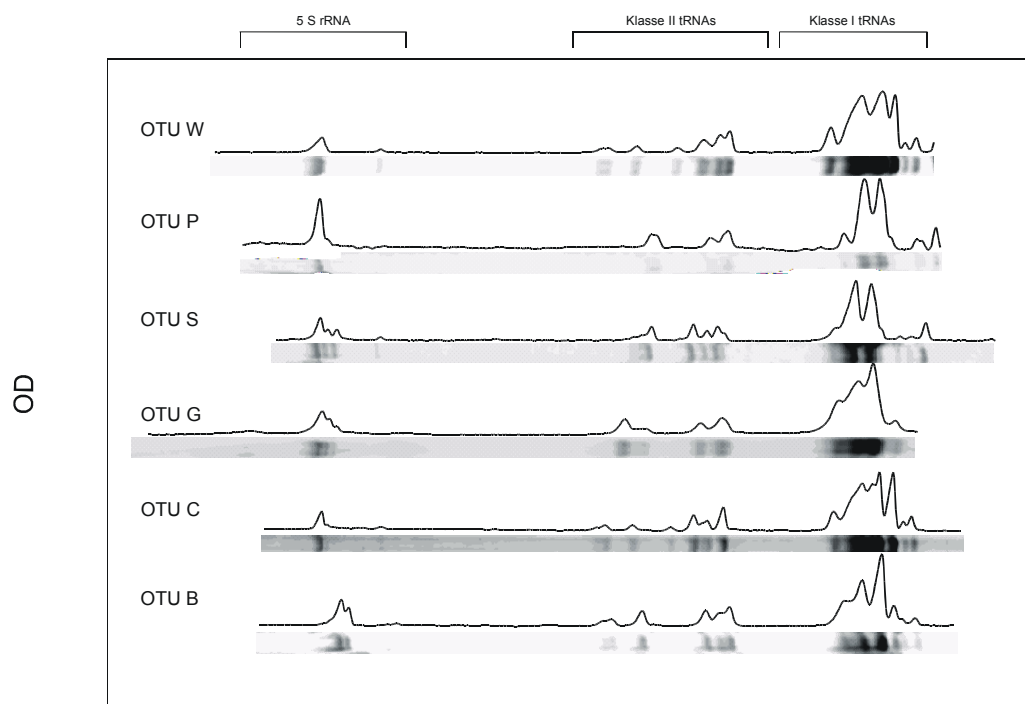 5 S rRNA
Klasse II tRNAs
Klasse I tRNAs
OTU W
OTU P
OTU S
OD
OTU G
OTU C
OTU B